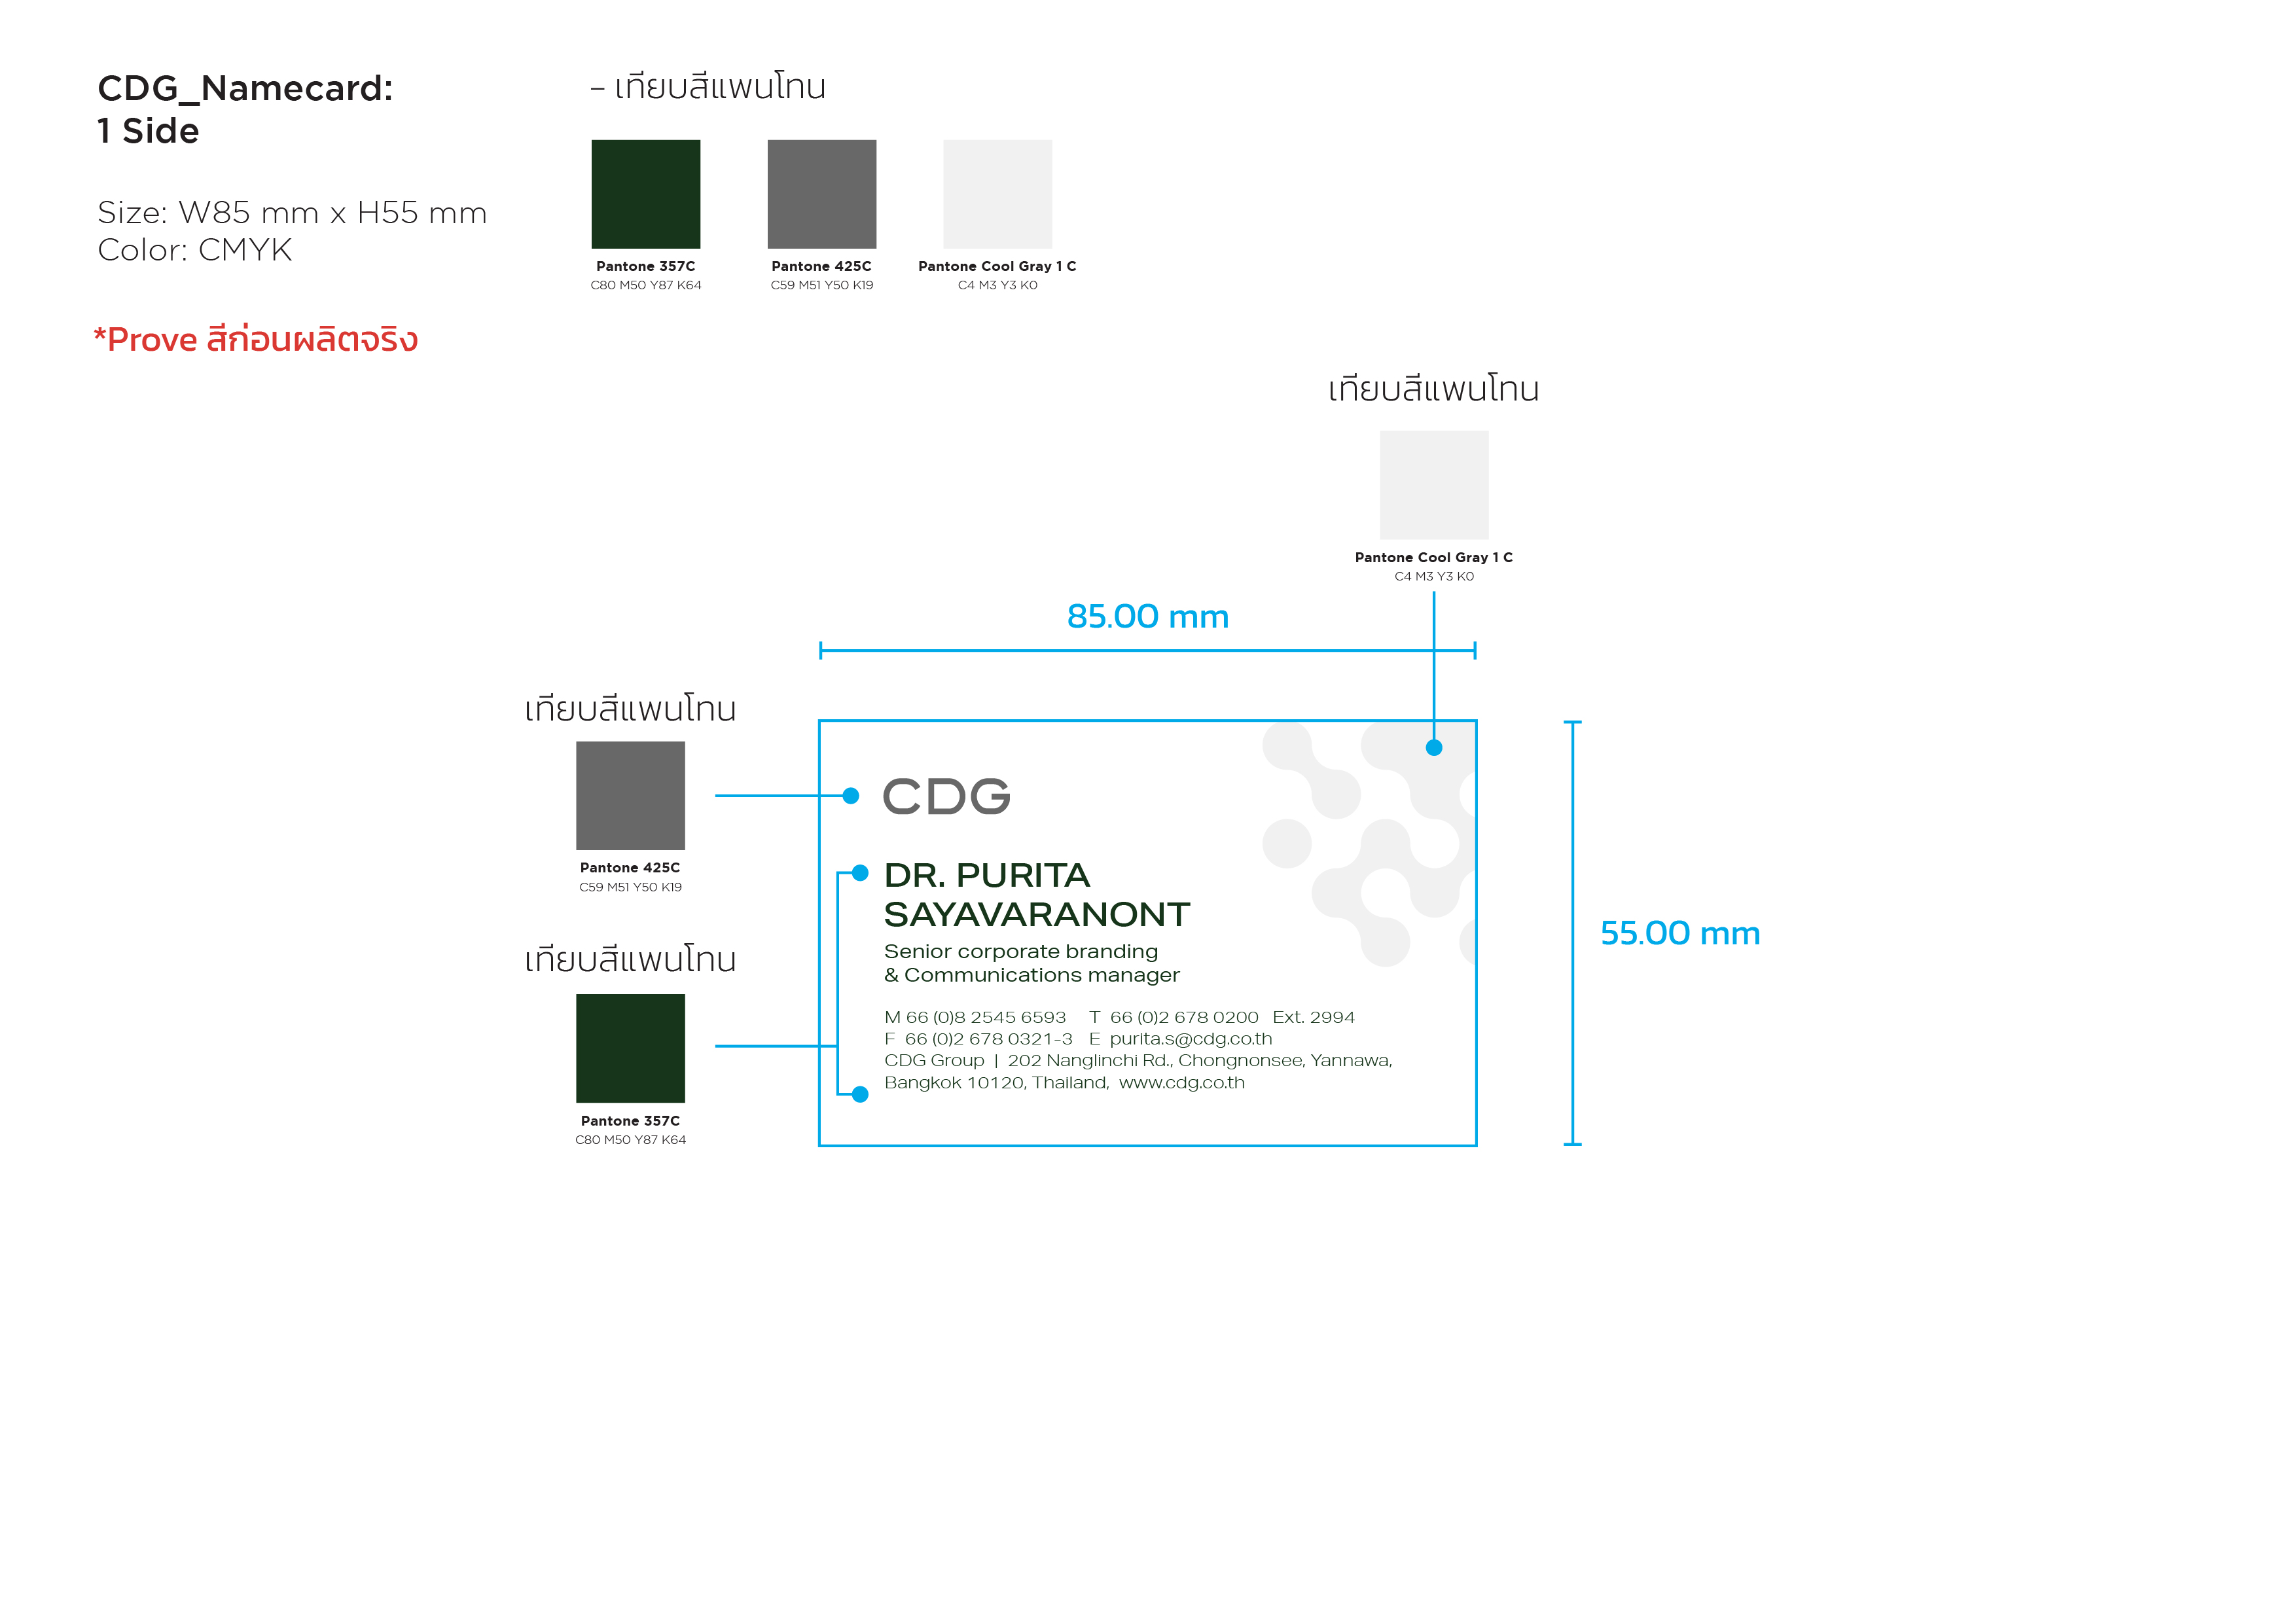 CDG_Namecard:
1 Side
Size: W85 mm x H55 mm
Color: CMYK
*Prove สีก่อนผลิตจริง
– เทียบสีแพนโทน
Pantone 357C
C80 M50 Y87 K64
Pantone 425C
C59 M51 Y50 K19
Pantone Cool Gray 1 C
C4 M3 Y3 K0
เทียบสีแพนโทน
Pantone Cool Gray 1 C
C4 M3 Y3 K0
85.00 mm
เทียบสีแพนโทน
Pantone 425C
C59 M51 Y50 K19
เทียบสีแพนโทน
Pantone 357C
C80 M50 Y87 K64
CDG
DR. PURITA
SAYAVARANONT
Senior corporate branding
& Communications manager
M 66 (0)8 2545 6593 T 66 (0)2 678 0200 Ext. 2994
F 66 (0)2 678 0321-3 E purita.s@cdg.co.th
CDG Group | 202 Nanglinchi Rd., Chongnonsee, Yannawa,
Bangkok 10120, Thailand, www.cdg.co.th
55.00 mm